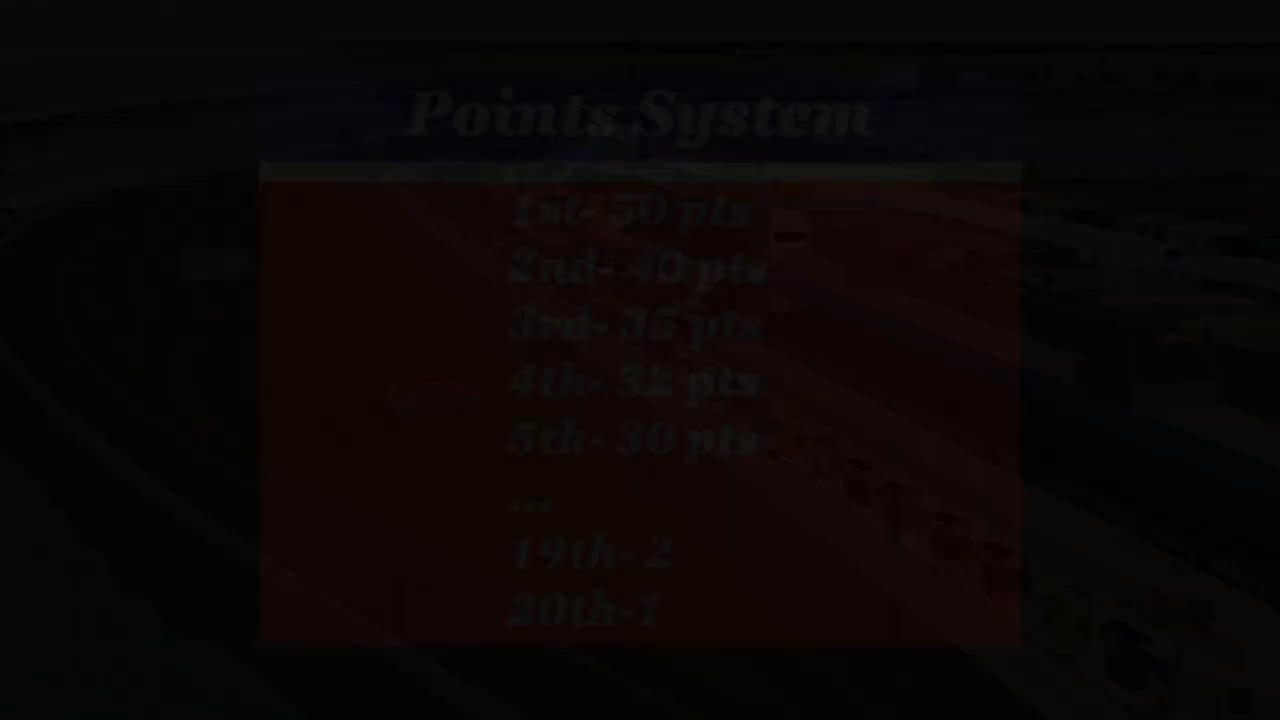 Points System
1st- 50 pts
2nd- 40 pts
3rd- 35 pts
4th- 32 pts
5th- 30 pts
...
19th- 2
20th-1